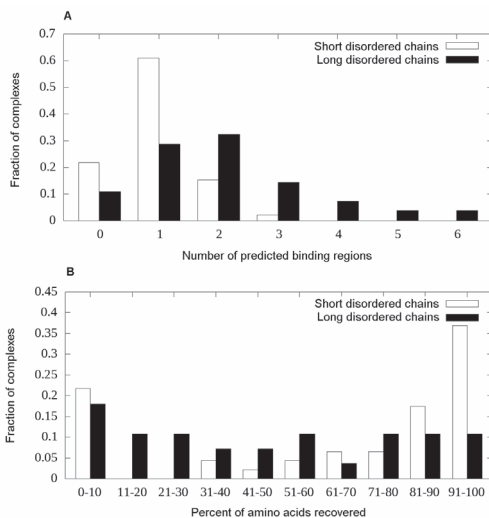 A
0.7
0.6
0.5
0.4
0.3
0.2
0.1
0
Fraction of complexes
Short disordered chains
Long disordered chains
0 1 2 3 4 5 6
Number of predicted binding regions
B
0.45
0.4
0.35
0.3
0.25
0.2
0.15
0.1
0.05
0
Fraction of complexes
Short disordered chains
Long disordered chains
0-10 11-20 21-30 31-40 41-50 51-60 61-70 71-80 81-90 91-100
Percent of amino acids recovered